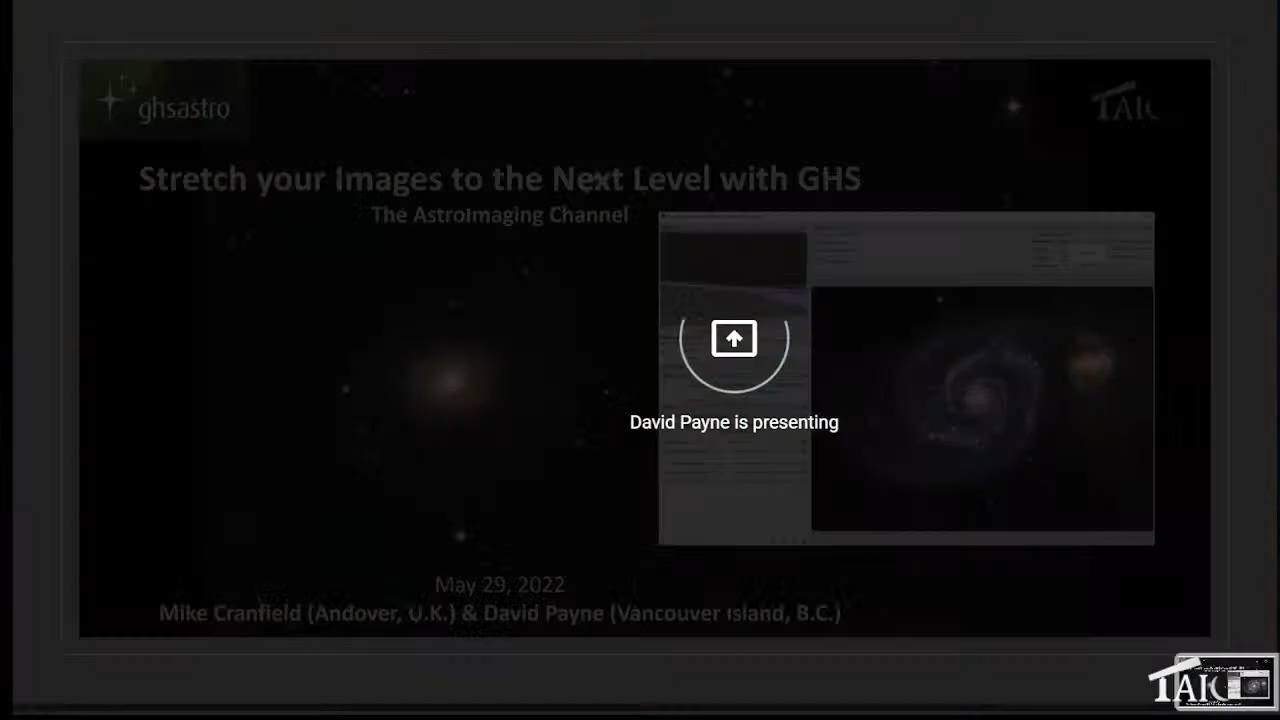 ghsastro
TAIC
Stretch your Images to the Next Level with GHS
The AstroImaging Channel
David Payne is presenting
May 29, 2022
Mike Cranfield (Andover, U.K.) & David Payne (Vancouver Island, B.C.)
TAIC